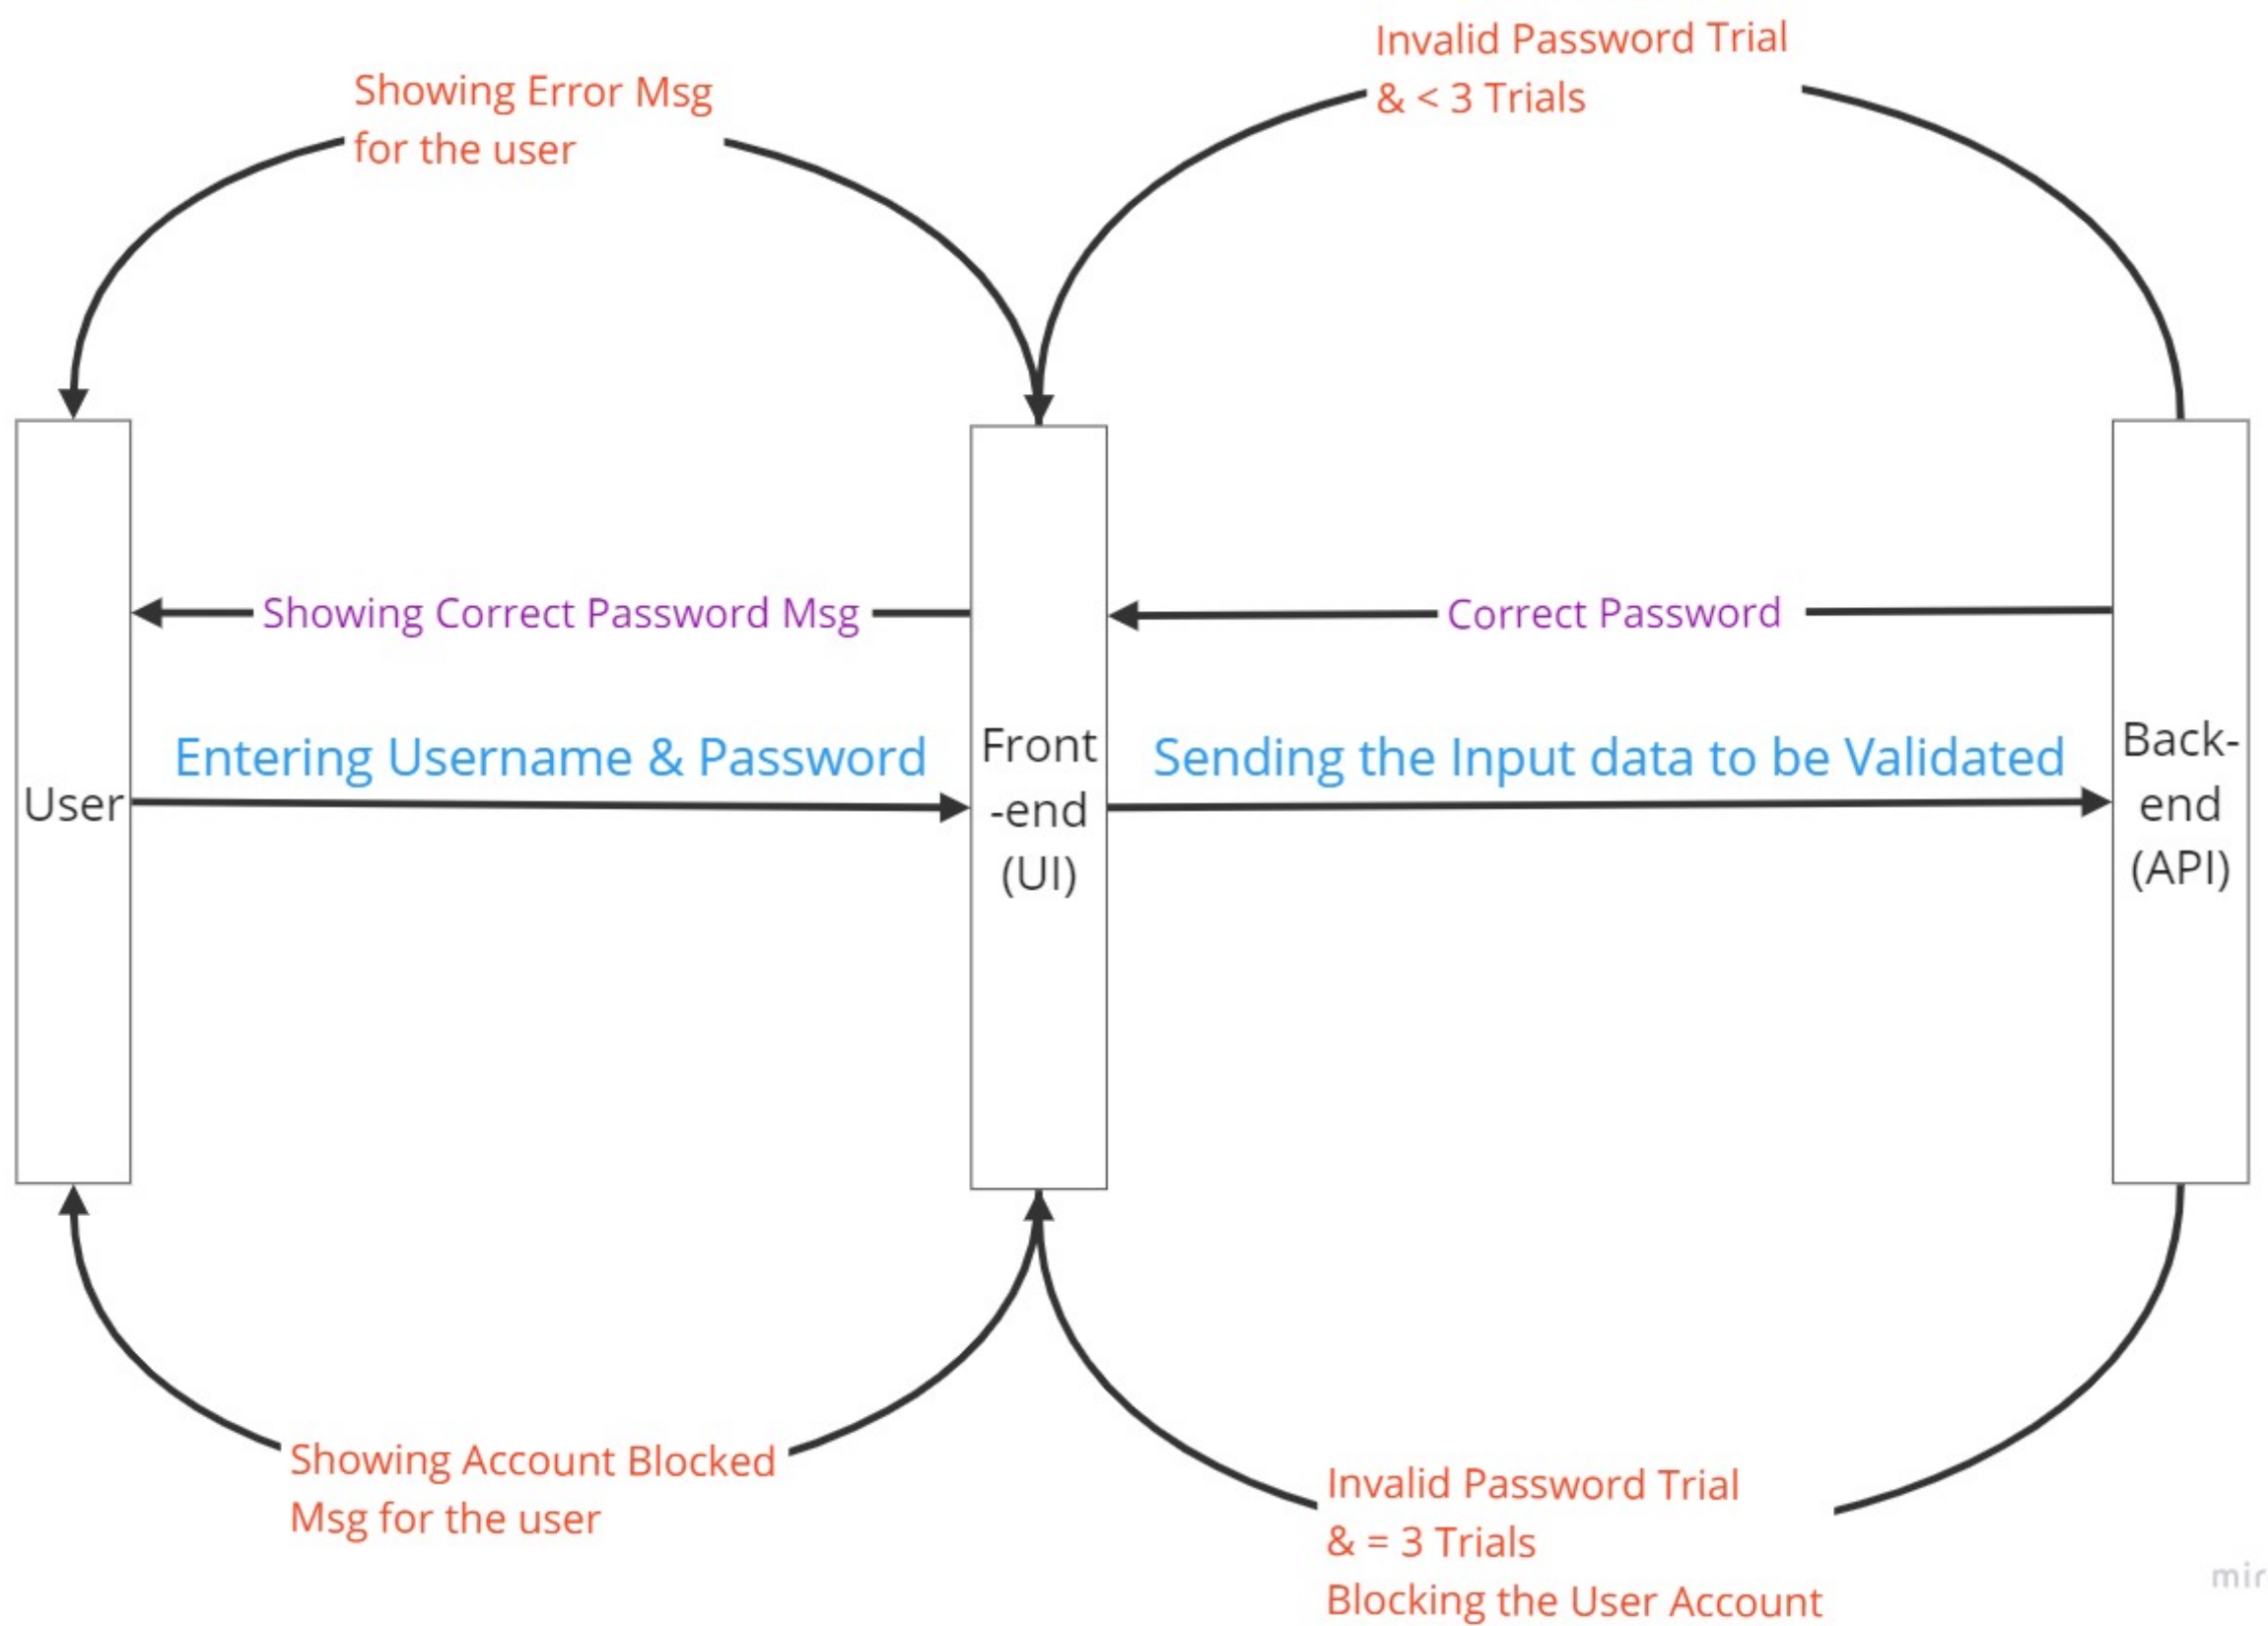 Invalid Password Trial
& < 3 Trials
Showing Error Msg
for the user
Showing Correct Password Msg
Correct Password
Entering Username & Password
Sending the Input data to be Validated
User
Front
-end
(UI)
Back-
end
(API)
Showing Account Blocked
Msg for the user
Invalid Password Trial
& = 3 Trials
Blocking the User Account
mir